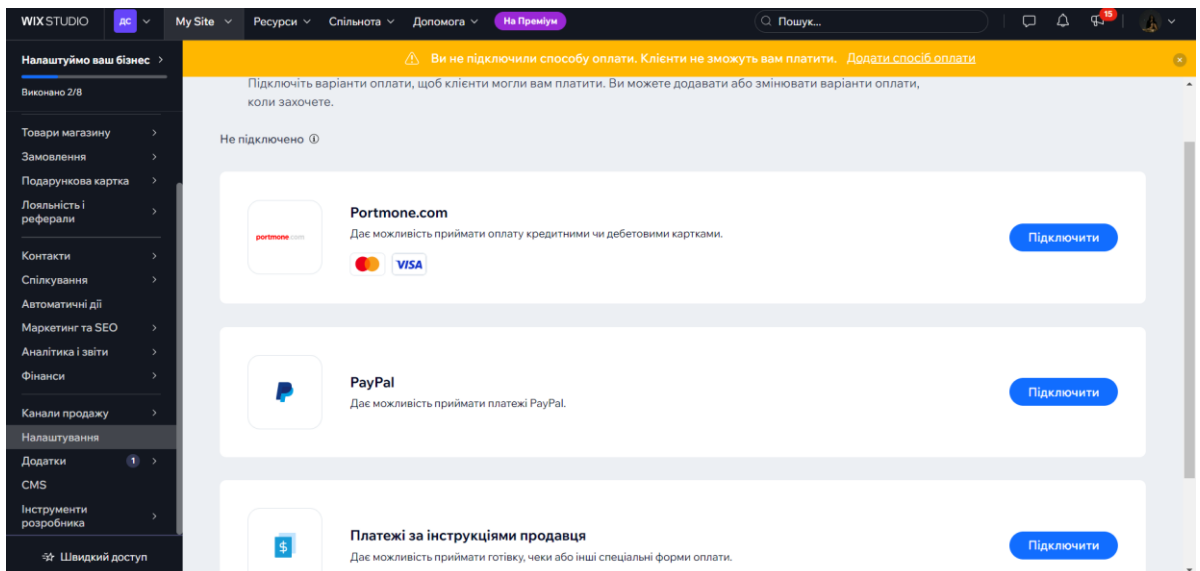 WIX STUDIO ДС My Site Ресурси Спільнота Допомога На Преміум Пошук... 15
Налаштуймо ваш бізнес
Виконано 2/8
Ви не підключили способу оплати. Клієнти не зможуть вам платити. Додати спосіб оплати
Підключіть варіанти оплати, щоб клієнти могли вам платити. Ви можете додавати або змінювати варіанти оплати,
коли захочете.
Не підключено
Товари магазину
Замовлення
Подарункова картка
Лояльність і
реферали
Контакти
Спілкування
Автоматичні дії
Маркетинг та SEO
Аналітика і звіти
Фінанси
Канали продажу
Налаштування
Додатки 1
CMS
Інструменти
розробника
Швидкий доступ
portmone.com
Portmone.com
Дає можливість приймати оплату кредитними чи дебетовими картками.
VISA
Підключити
PayPal
Дає можливість приймати платежі PayPal.
Підключити
$
Платежі за інструкціями продавця
Дає можливість приймати готівку, чеки або інші спеціальні форми оплати.
Підключити